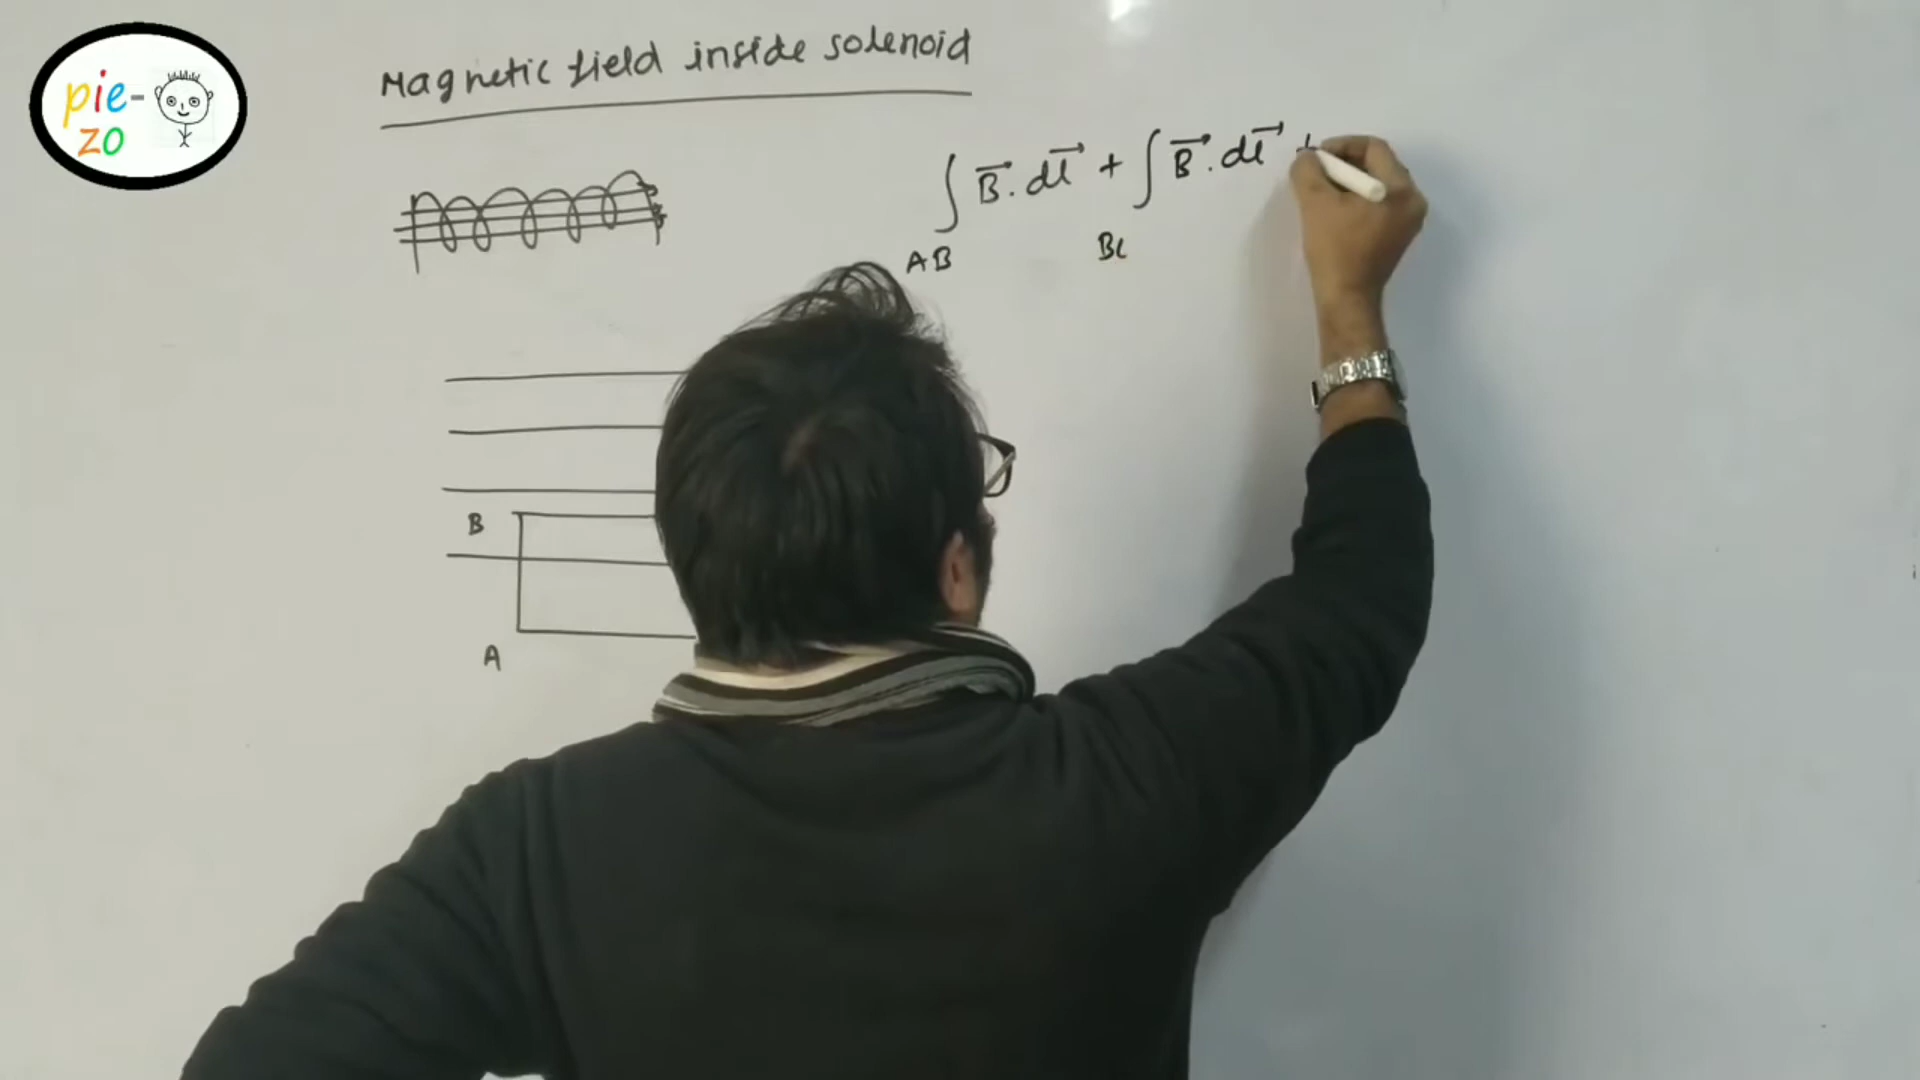 pie-
zo
Magnetic field inside solenoid
∫ B⃗. dl⃗ + ∫ B⃗. dl⃗ +
AB BC
B
A